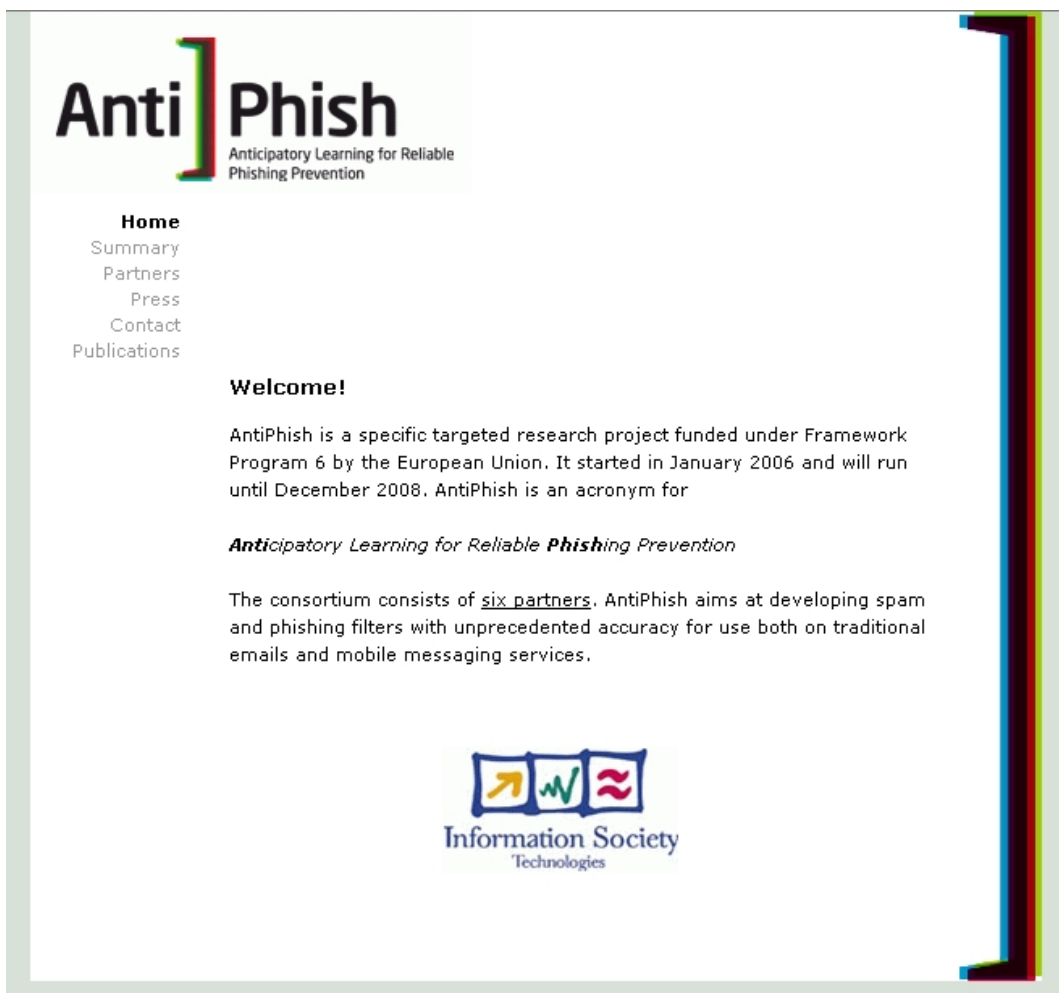 Anti Phish
Anticipatory Learning for Reliable
Phishing Prevention
Home
Summary
Partners
Press
Contact
Publications
Welcome!
AntiPhish is a specific targeted research project funded under Framework
Program 6 by the European Union. It started in January 2006 and will run
until December 2008. AntiPhish is an acronym for
Anticipatory Learning for Reliable Phishing Prevention
The consortium consists of six partners. AntiPhish aims at developing spam
and phishing filters with unprecedented accuracy for use both on traditional
emails and mobile messaging services.
Information Society
Technologies